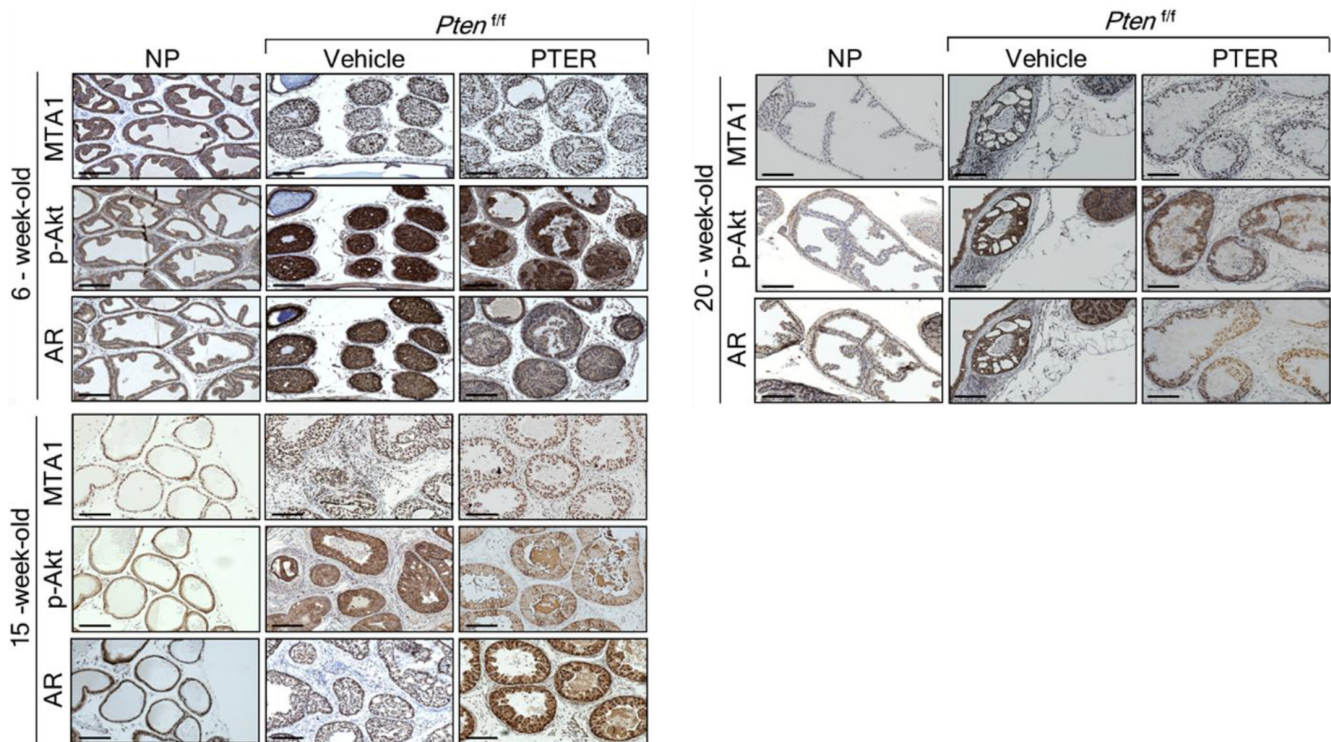 Pten f/f
NP Vehicle PTER
6 - week-old
MTA1
p-Akt
AR
15 -week-old
MTA1
p-Akt
AR
Pten f/f
NP Vehicle PTER
20 - week-old
MTA1
p-Akt
AR